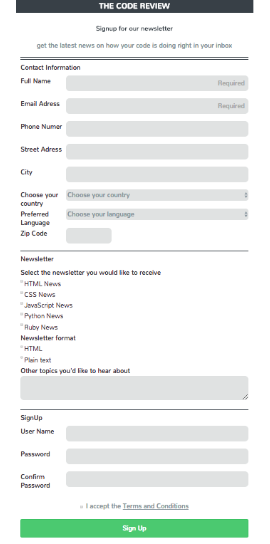 THE CODE REVIEW
Signup for our newsletter
get the latest news on how your code is doing right in your inbox
Contact Information
Full Name
Required
Email Adress
Required
Phone Numer
Street Adress
City
Choose your
country
Choose your country
Preferred
Language
Choose your language
Zip Code
Newsletter
Select the newsletter you would like to receive
HTML News
CSS News
JavaScript News
Python News
Ruby News
Newsletter format
HTML
Plain text
Other topics you'd like to hear about
SignUp
User Name
Password
Confirm
Password
I accept the Terms and Conditions
Sign Up